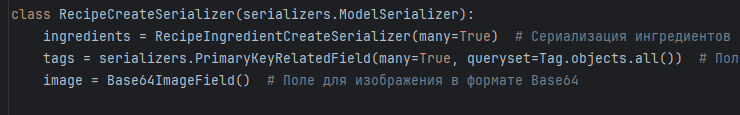 class RecipeCreateSerializer(serializers.ModelSerializer):
    ingredients = RecipeIngredientCreateSerializer(many=True)  # Сериализация ингредиентов
    tags = serializers.PrimaryKeyRelatedField(many=True, queryset=Tag.objects.all())  # Пол
    image = Base64ImageField()  # Поле для изображения в формате Base64